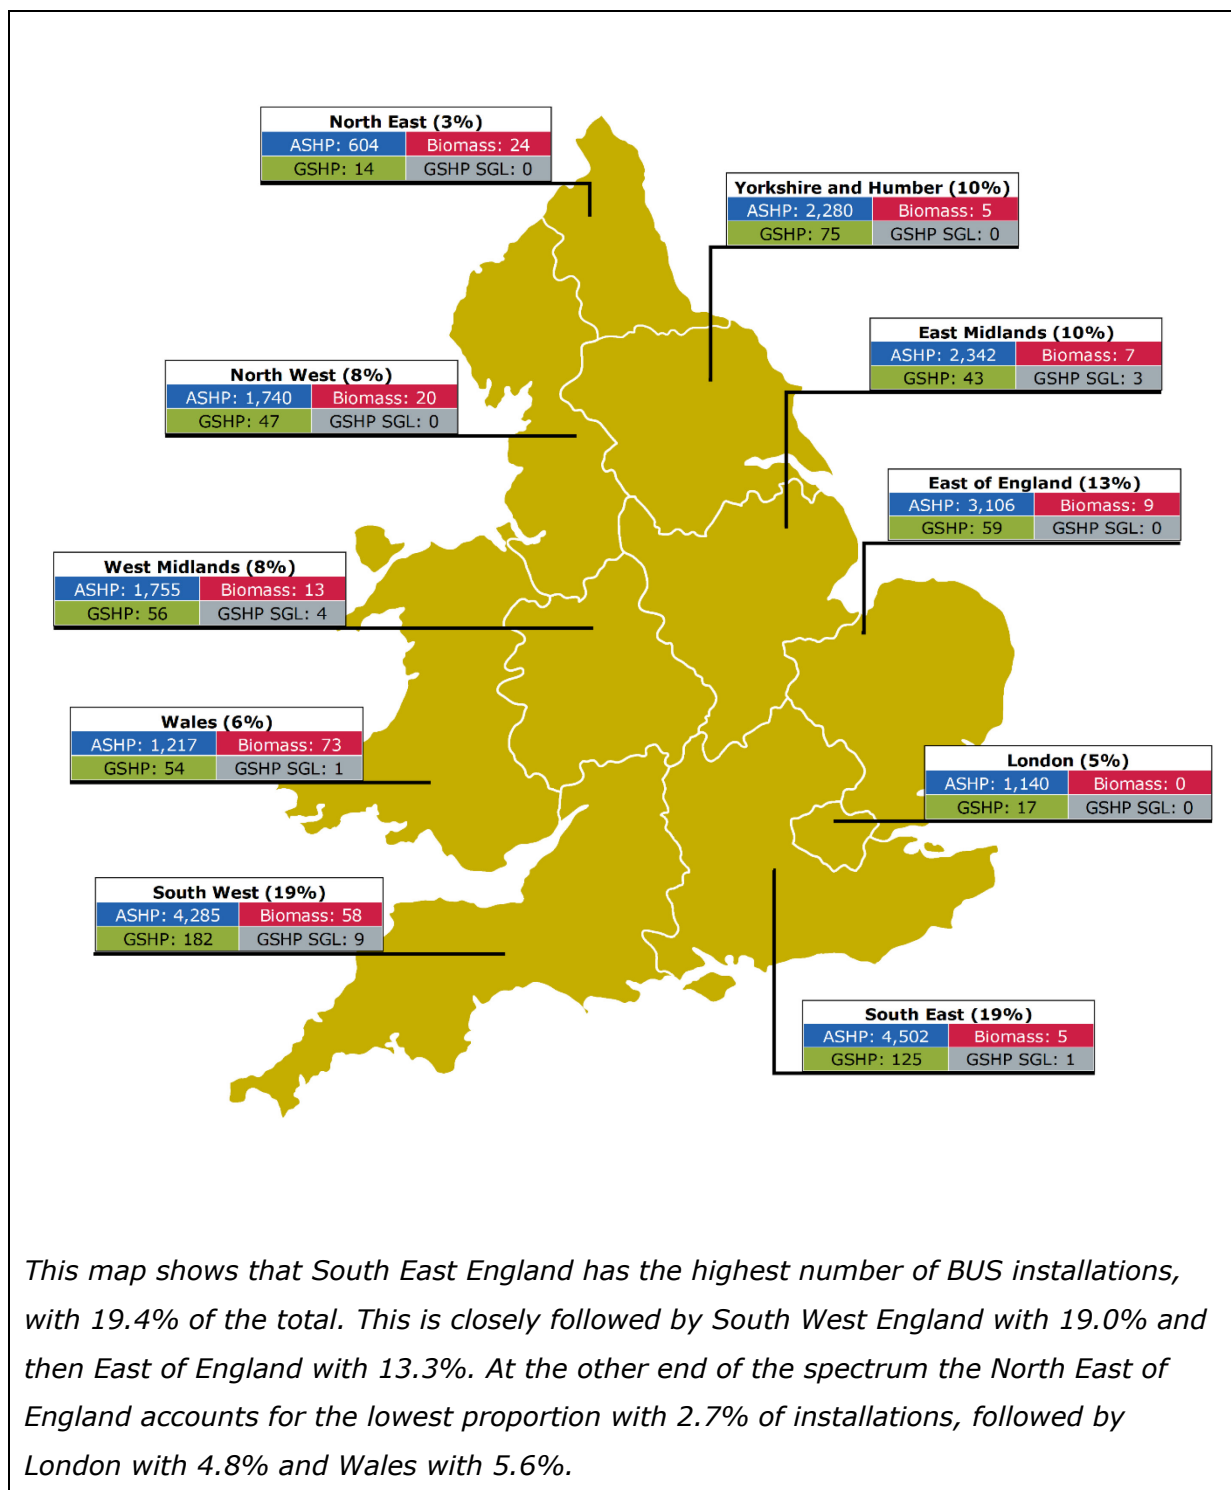 North East (3%)
ASHP: 604 Biomass: 24
GSHP: 14 GSHP SGL: 0
Yorkshire and Humber (10%)
ASHP: 2,280 Biomass: 5
GSHP: 75 GSHP SGL: 0
East Midlands (10%)
ASHP: 2,342 Biomass: 7
GSHP: 43 GSHP SGL: 3
North West (8%)
ASHP: 1,740 Biomass: 20
GSHP: 47 GSHP SGL: 0
East of England (13%)
ASHP: 3,106 Biomass: 9
GSHP: 59 GSHP SGL: 0
West Midlands (8%)
ASHP: 1,755 Biomass: 13
GSHP: 56 GSHP SGL: 4
Wales (6%)
ASHP: 1,217 Biomass: 73
GSHP: 54 GSHP SGL: 1
London (5%)
ASHP: 1,140 Biomass: 0
GSHP: 17 GSHP SGL: 0
South West (19%)
ASHP: 4,285 Biomass: 58
GSHP: 182 GSHP SGL: 9
South East (19%)
ASHP: 4,502 Biomass: 5
GSHP: 125 GSHP SGL: 1
This map shows that South East England has the highest number of BUS installations,
with 19.4% of the total. This is closely followed by South West England with 19.0% and
then East of England with 13.3%. At the other end of the spectrum the North East of
England accounts for the lowest proportion with 2.7% of installations, followed by
London with 4.8% and Wales with 5.6%.